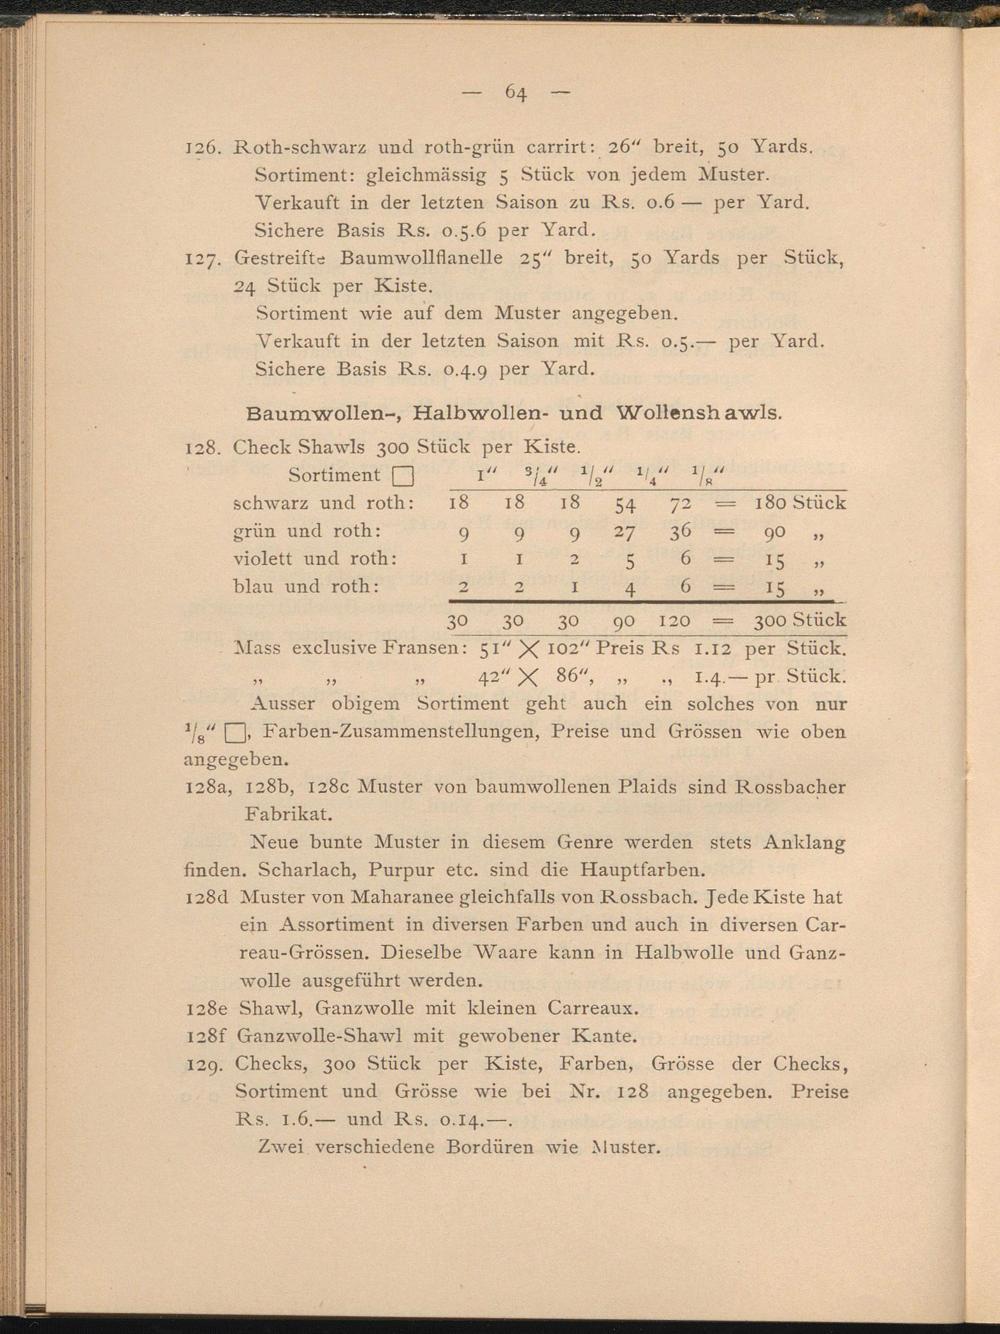 — 64 —
126. Roth-schwarz und roth-grün carrirt: 26" breit, 50 Yards.
Sortiment: gleichmässig 5 Stück von jedem Muster.
Verkauft in der letzten Saison zu Rs. 0.6 — per Yard.
Sichere Basis Rs. 0.5.6 per Yard.
127. Gestreifte Baumwollflanelle 25" breit, 50 Yards per Stück,
24 Stück per Kiste.
Sortiment wie auf dem Muster angegeben.
Verkauft in der letzten Saison mit Rs. 0.5.— per Yard.
Sichere Basis Rs. 0.4.9 per Yard.
Baumwollen-, Halbwollen- und Wollenshawls.
128. Check Shawls 300 Stück per Kiste.
Sortiment □ 1" 3/4" 1/2" 1/4" 1/8"
schwarz und roth: 18 18 18 54 72 = 180 Stück
grün und roth: 9 9 9 27 36 = 90 „
violett und roth: 1 1 2 5 6 = 15 „
blau und roth: 2 2 1 4 6 = 15 „
30 30 30 90 120 = 300 Stück
Mass exclusive Fransen: 51" X 102" Preis Rs 1.12 per Stück.
„ „ „ 42" X 86", „ „ 1.4.— pr. Stück.
Ausser obigem Sortiment geht auch ein solches von nur
1/8" □, Farben-Zusammenstellungen, Preise und Grössen wie oben
angegeben.
128a, 128b, 128c Muster von baumwollenen Plaids sind Rossbacher
Fabrikat.
Neue bunte Muster in diesem Genre werden stets Anklang
finden. Scharlach, Purpur etc. sind die Hauptfarben.
128d Muster von Maharanee gleichfalls von Rossbach. Jede Kiste hat
ein Assortiment in diversen Farben und auch in diversen Car-
reau-Grössen. Dieselbe Waare kann in Halbwolle und Ganz-
wolle ausgeführt werden.
128e Shawl, Ganzwolle mit kleinen Carreaux.
128f Ganzwolle-Shawl mit gewobener Kante.
129. Checks, 300 Stück per Kiste, Farben, Grösse der Checks,
Sortiment und Grösse wie bei Nr. 128 angegeben. Preise
Rs. 1.6.— und Rs. 0.14.—.
Zwei verschiedene Bordüren wie Muster.